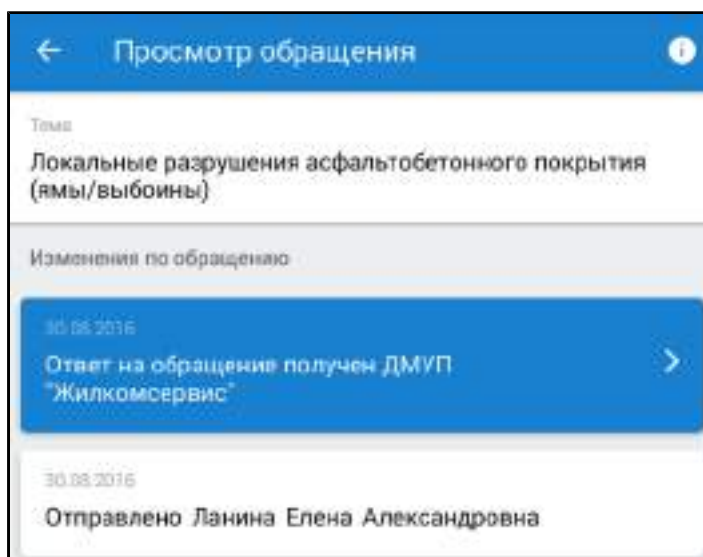 Просмотр обращения
Тема
Локальные разрушения асфальтобетонного покрытия
(ямы/выбоины)
Изменения по обращению
30.08.2016
Ответ на обращение получен ДМУП
"Жилкомсервис"
30.08.2016
Отправлено Ланина Елена Александровна